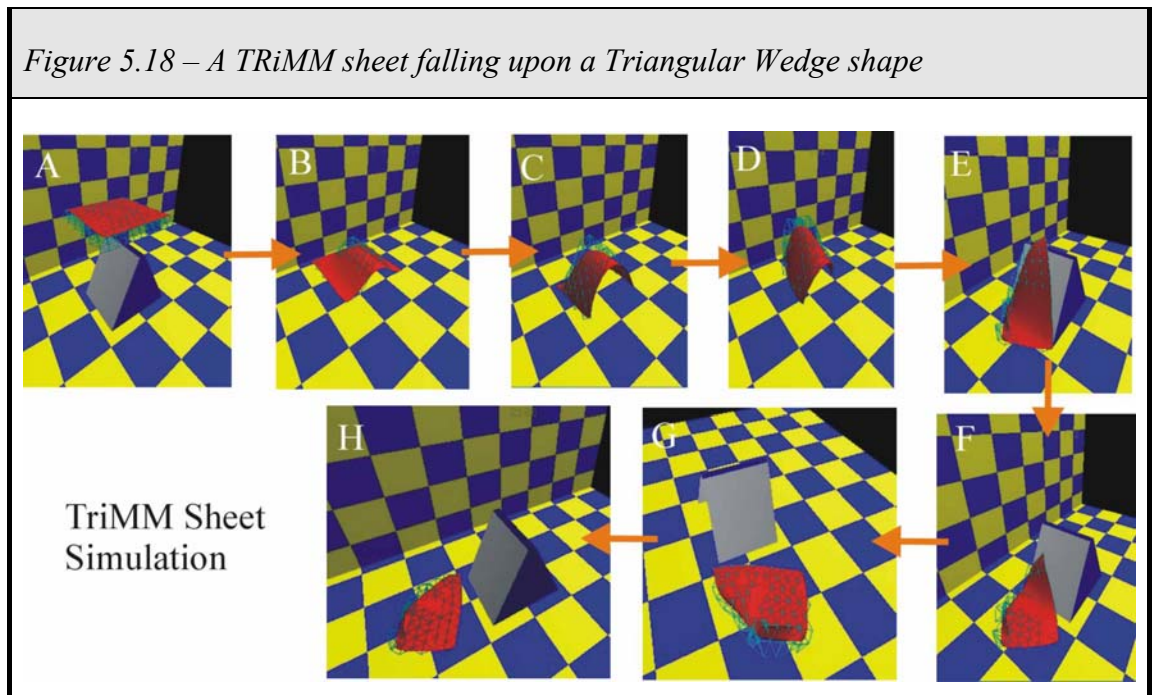 Figure 5.18 – A TRiMM sheet falling upon a Triangular Wedge shape
A
B
C
D
E
H
G
F
TriMM Sheet
Simulation